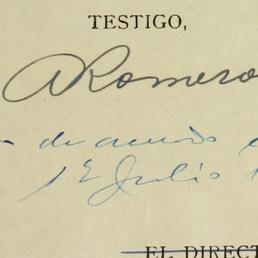 TESTIGO,
A Romero
de acuerdo
1º Julio
EL DIRECT